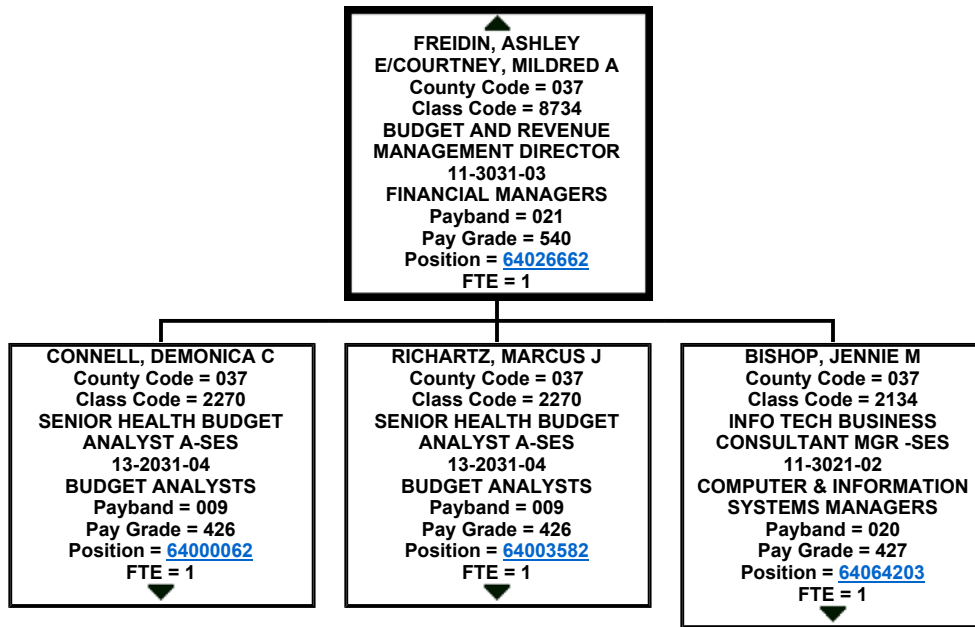 FREIDIN, ASHLEY
E/COURTNEY, MILDRED A
County Code = 037
Class Code = 8734
BUDGET AND REVENUE
MANAGEMENT DIRECTOR
11-3031-03
FINANCIAL MANAGERS
Payband = 021
Pay Grade = 540
Position = 64026662
FTE = 1
CONNELL, DEMONICA C
County Code = 037
Class Code = 2270
SENIOR HEALTH BUDGET
ANALYST A-SES
13-2031-04
BUDGET ANALYSTS
Payband = 009
Pay Grade = 426
Position = 64000062
FTE = 1
RICHARTZ, MARCUS J
County Code = 037
Class Code = 2270
SENIOR HEALTH BUDGET
ANALYST A-SES
13-2031-04
BUDGET ANALYSTS
Payband = 009
Pay Grade = 426
Position = 64003582
FTE = 1
BISHOP, JENNIE M
County Code = 037
Class Code = 2134
INFO TECH BUSINESS
CONSULTANT MGR -SES
11-3021-02
COMPUTER & INFORMATION
SYSTEMS MANAGERS
Payband = 020
Pay Grade = 427
Position = 64064203
FTE = 1